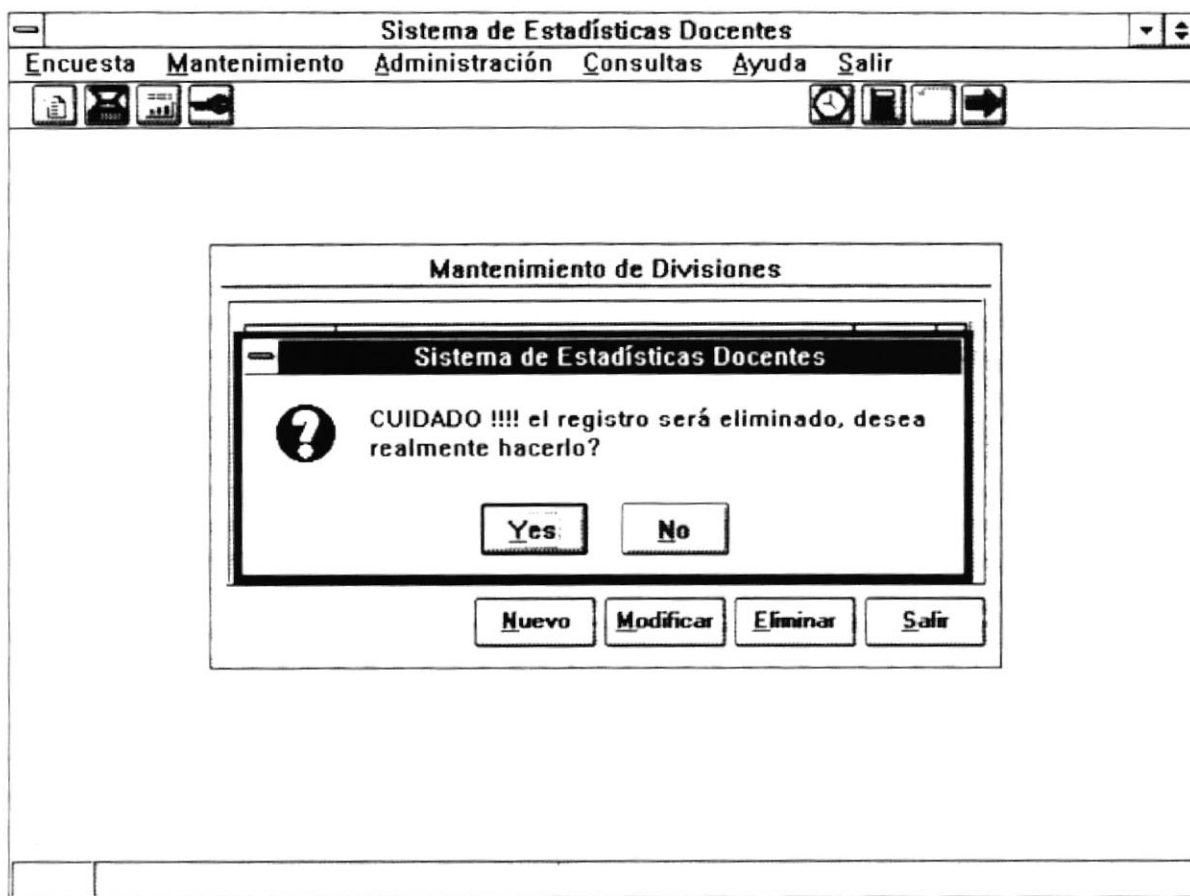 Sistema de Estadísticas Docentes
Encuesta Mantenimiento Administración Consultas Ayuda Salir
Mantenimiento de Divisiones
Sistema de Estadísticas Docentes
CUIDADO !!!! el registro será eliminado, desea
realmente hacerlo?
Yes No
Nuevo Modificar Eliminar Salir